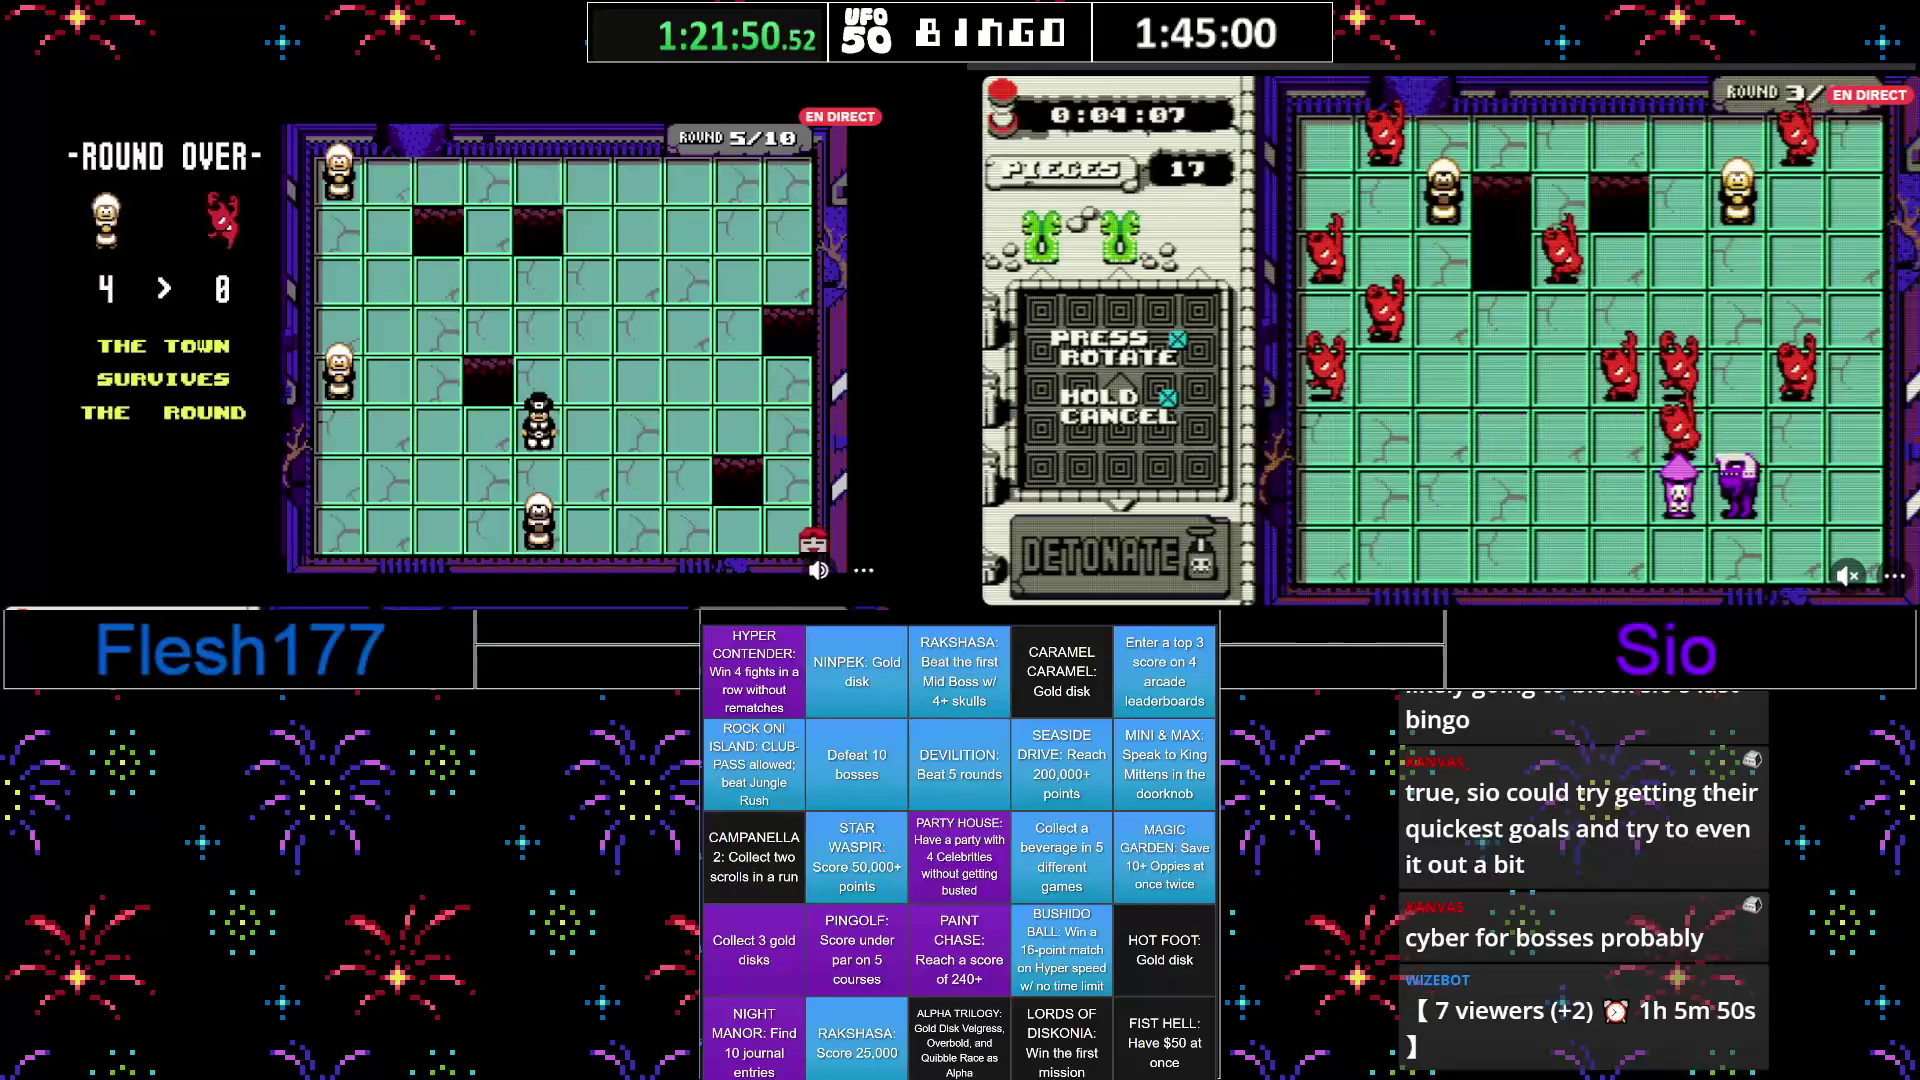 1:21:50.52
UFO 50
BINGO
1:45:00
-ROUND OVER-
4 > 0
THE TOWN
SURVIVES
THE ROUND
ROUND 5/10
EN DIRECT
0:04:07
PIECES 17
PRESS
ROTATE
HOLD
CANCEL
DETONATE
ROUND 3/
EN DIRECT
Flesh177
Sio
HYPER
CONTENDER:
Win 4 fights in a
row without
rematches
NINPEK: Gold
disk
RAKSHASA:
Beat the first
Mid Boss w/
4+ skulls
CARAMEL
CARAMEL:
Gold disk
Enter a top 3
score on 4
arcade
leaderboards
ROCK ON!
ISLAND: CLUB-
PASS allowed;
beat Jungle
Rush
Defeat 10
bosses
DEVILITION:
Beat 5 rounds
SEASIDE
DRIVE: Reach
200,000+
points
MINI & MAX:
Speak to King
Mittens in the
doorknob
CAMPANELLA
2: Collect two
scrolls in a run
STAR
WASPIR:
Score 50,000+
points
PARTY HOUSE:
Have a party with
4 Celebrities
without getting
busted
Collect a
beverage in 5
different
games
MAGIC
GARDEN: Save
10+ Oppies at
once twice
Collect 3 gold
disks
PINGOLF:
Score under
par on 5
courses
PAINT
CHASE:
Reach a score
of 240+
BUSHIDO
BALL: Win a
16-point match
on Hyper speed
w/ no time limit
HOT FOOT:
Gold disk
NIGHT
MANOR: Find
10 journal
entries
RAKSHASA:
Score 25,000
ALPHA TRILOGY:
Gold Disk Velgress,
Overbold, and
Quibble Race as
Alpha
LORDS OF
DISKONIA:
Win the first
mission
FIST HELL:
Have $50 at
once
bingo
KANVAS_
true, sio could try getting their
quickest goals and try to even
it out a bit
KANVAS_
cyber for bosses probably
WIZEBOT
【 7 viewers (+2) ⏰ 1h 5m 50s
】